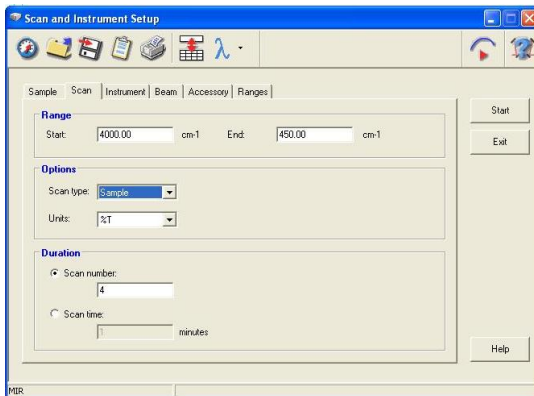 Scan and Instrument Setup
λ
Sample Scan Instrument Beam Accessory Ranges
Range
Start: 4000.00 cm-1 End: 450.00 cm-1
Options
Scan type: Sample
Units: %T
Duration
Scan number:
4
Scan time:
1 minutes
Start
Exit
Help
MIR